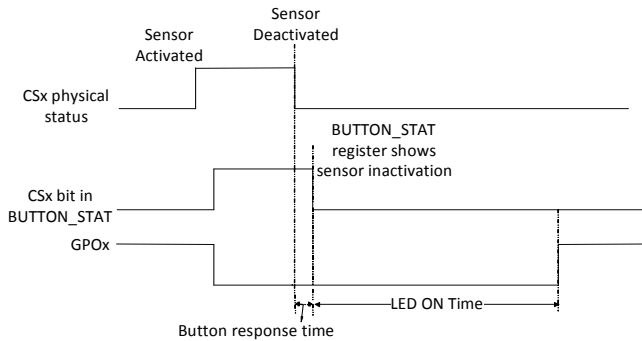 Sensor
Deactivated
Sensor
Activated
CSx physical
status
BUTTON_STAT
register shows
sensor inactivation
CSx bit in
BUTTON_STAT
GPOx
LED ON Time
Button response time